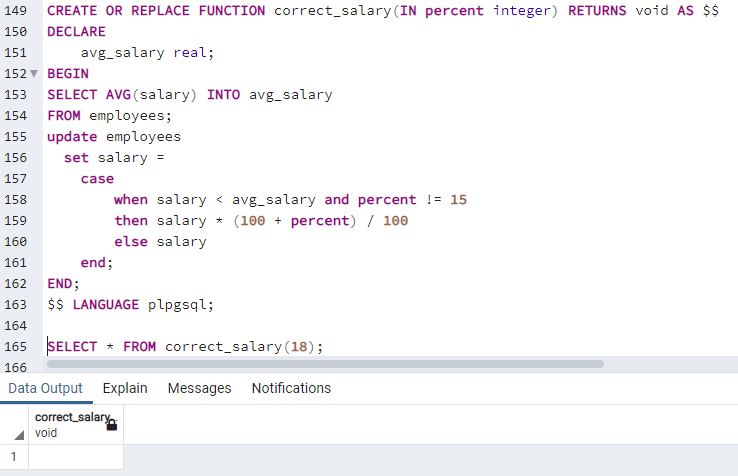 149 CREATE OR REPLACE FUNCTION correct_salary(IN percent integer) RETURNS void AS $$
150 DECLARE
151     avg_salary real;
152 BEGIN
153 SELECT AVG(salary) INTO avg_salary
154 FROM employees;
155 update employees
156   set salary =
157     case
158         when salary < avg_salary and percent != 15
159         then salary * (100 + percent) / 100
160         else salary
161     end;
162 END;
163 $$ LANGUAGE plpgsql;
164
165 SELECT * FROM correct_salary(18);
166
Data Output Explain Messages Notifications
correct_salary
void
1